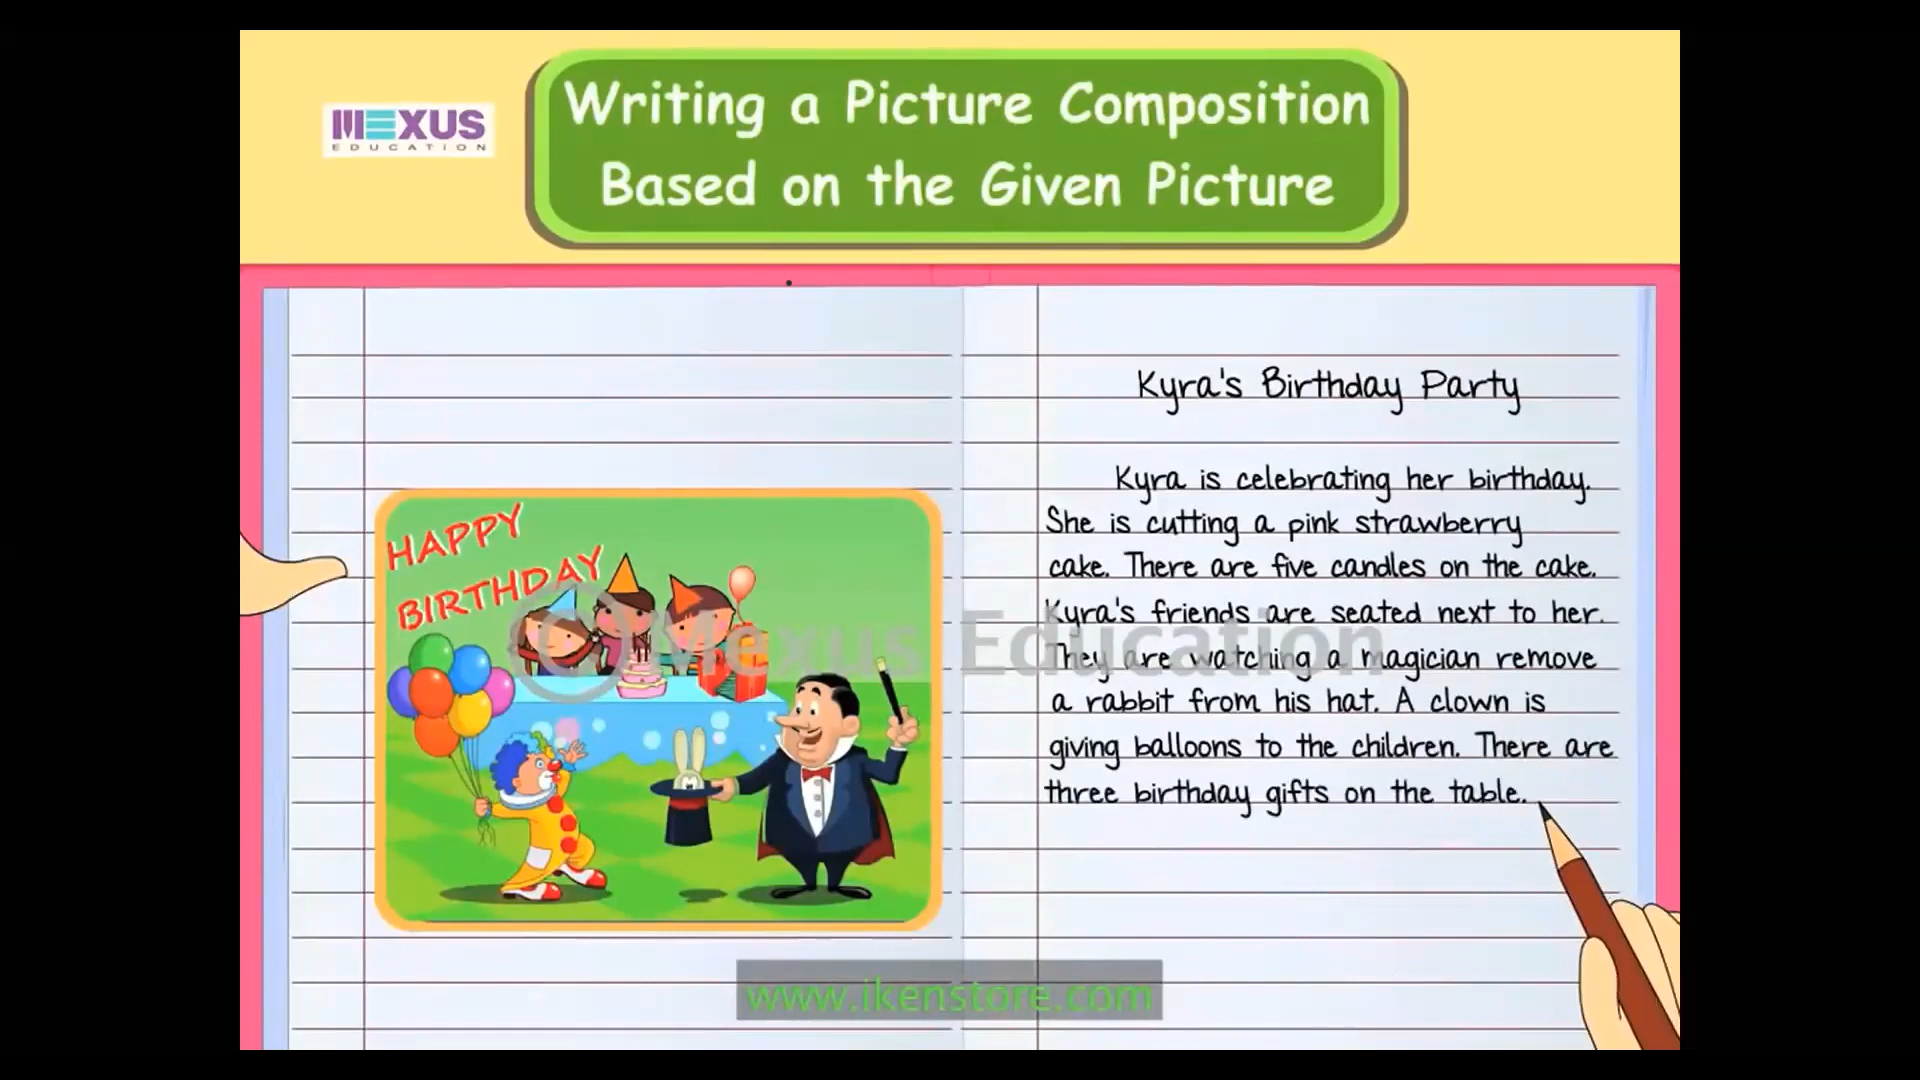 MEXUS
EDUCATION
Writing a Picture Composition
Based on the Given Picture
HAPPY
BIRTHDAY
Kyra's Birthday Party
Kyra is celebrating her birthday.
She is cutting a pink strawberry
cake. There are five candles on the cake.
Kyra's friends are seated next to her.
They are watching a magician remove
a rabbit from his hat. A clown is
giving balloons to the children. There are
three birthday gifts on the table.
© Mexus Education
www.ikenstore.com